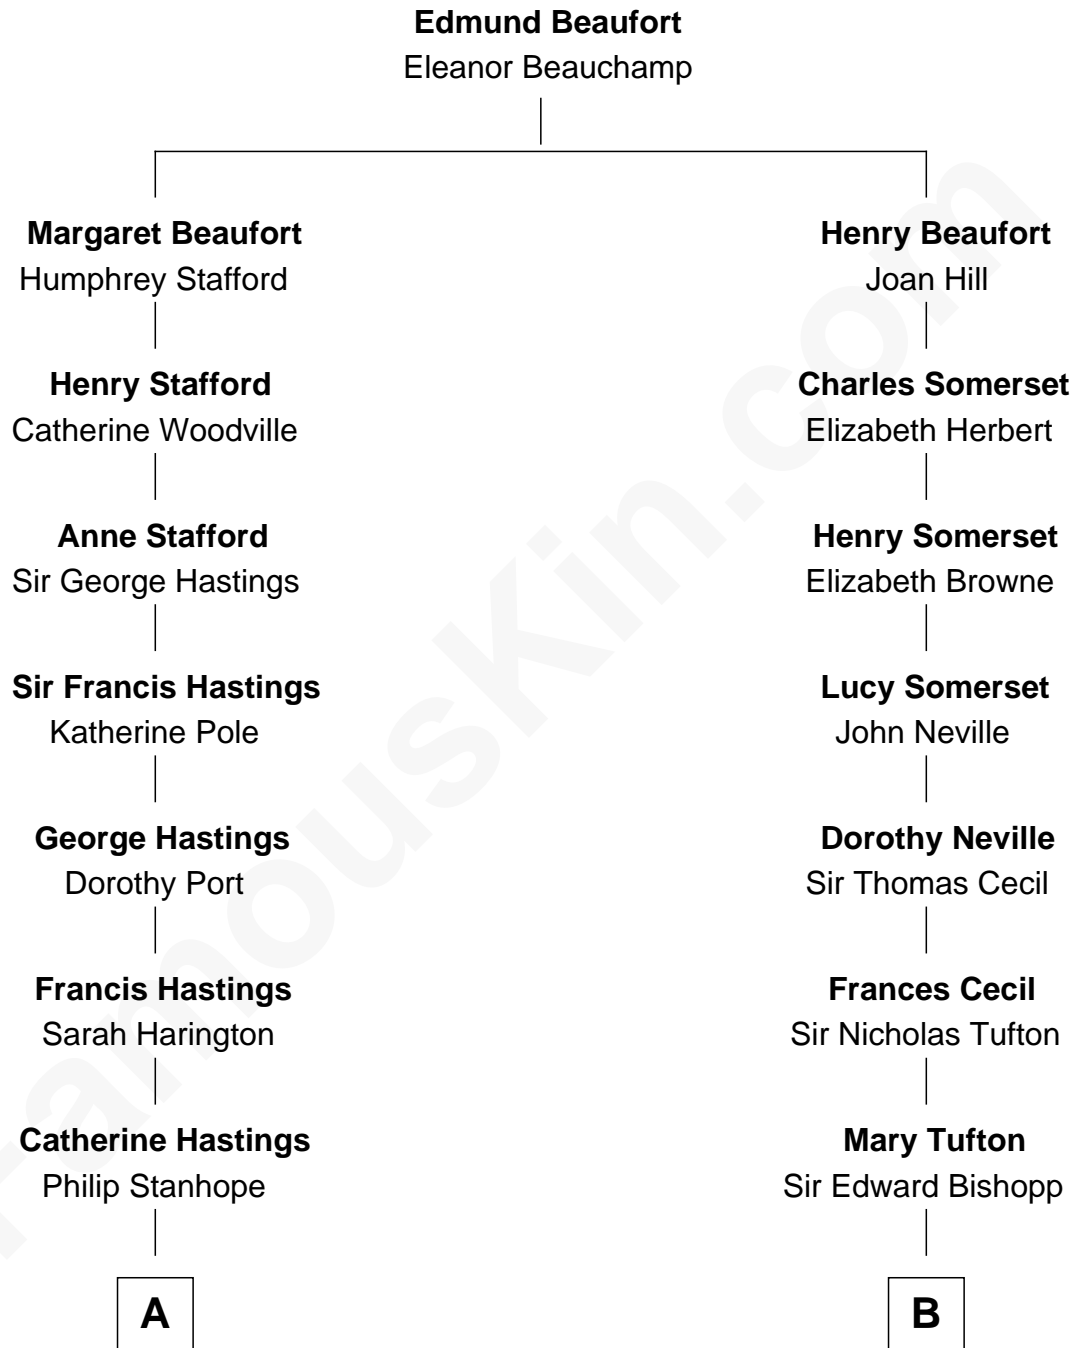 Edmund Beaufort
Eleanor Beauchamp
Margaret Beaufort
Humphrey Stafford
Henry Stafford
Catherine Woodville
Anne Stafford
Sir George Hastings
Sir Francis Hastings
Katherine Pole
George Hastings
Dorothy Port
Francis Hastings
Sarah Harington
Catherine Hastings
Philip Stanhope
A
Henry Beaufort
Joan Hill
Charles Somerset
Elizabeth Herbert
Henry Somerset
Elizabeth Browne
Lucy Somerset
John Neville
Dorothy Neville
Sir Thomas Cecil
Frances Cecil
Sir Nicholas Tufton
Mary Tufton
Sir Edward Bishopp
B
FamousKin.com